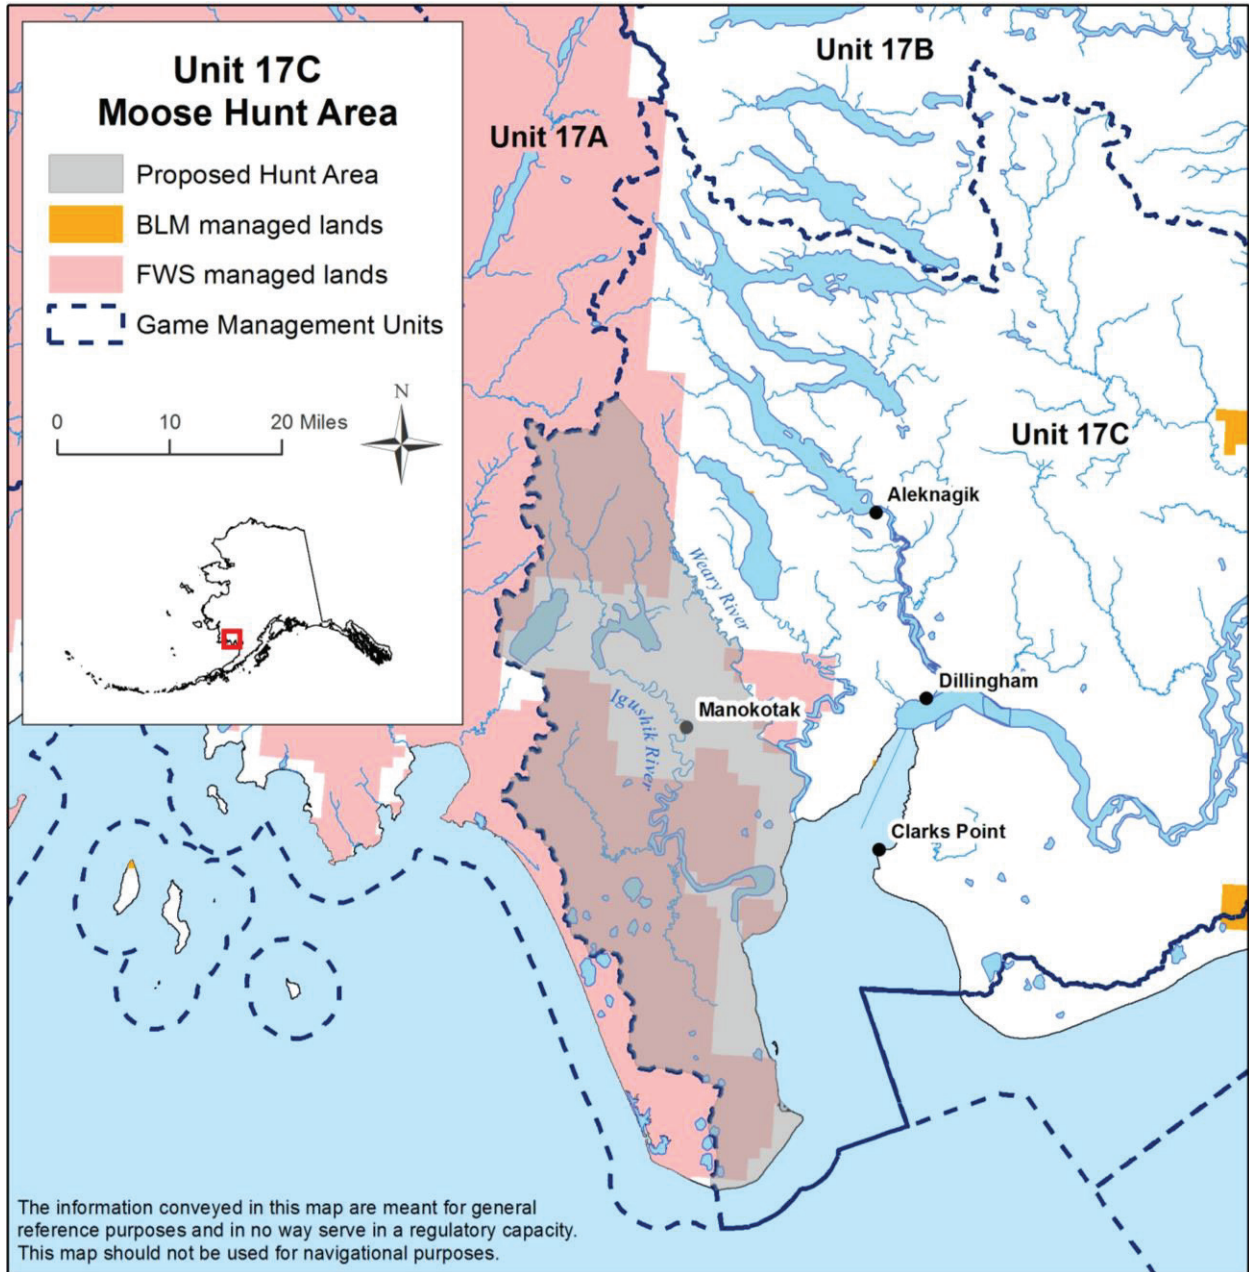 Unit 17C
Moose Hunt Area
Proposed Hunt Area
BLM managed lands
FWS managed lands
Game Management Units
N
0 10 20 Miles
Unit 17B
Unit 17A
Unit 17C
Aleknagik
Weary River
Dillingham
Manokotak
Igushik River
Clarks Point
The information conveyed in this map are meant for general
reference purposes and in no way serve in a regulatory capacity.
This map should not be used for navigational purposes.